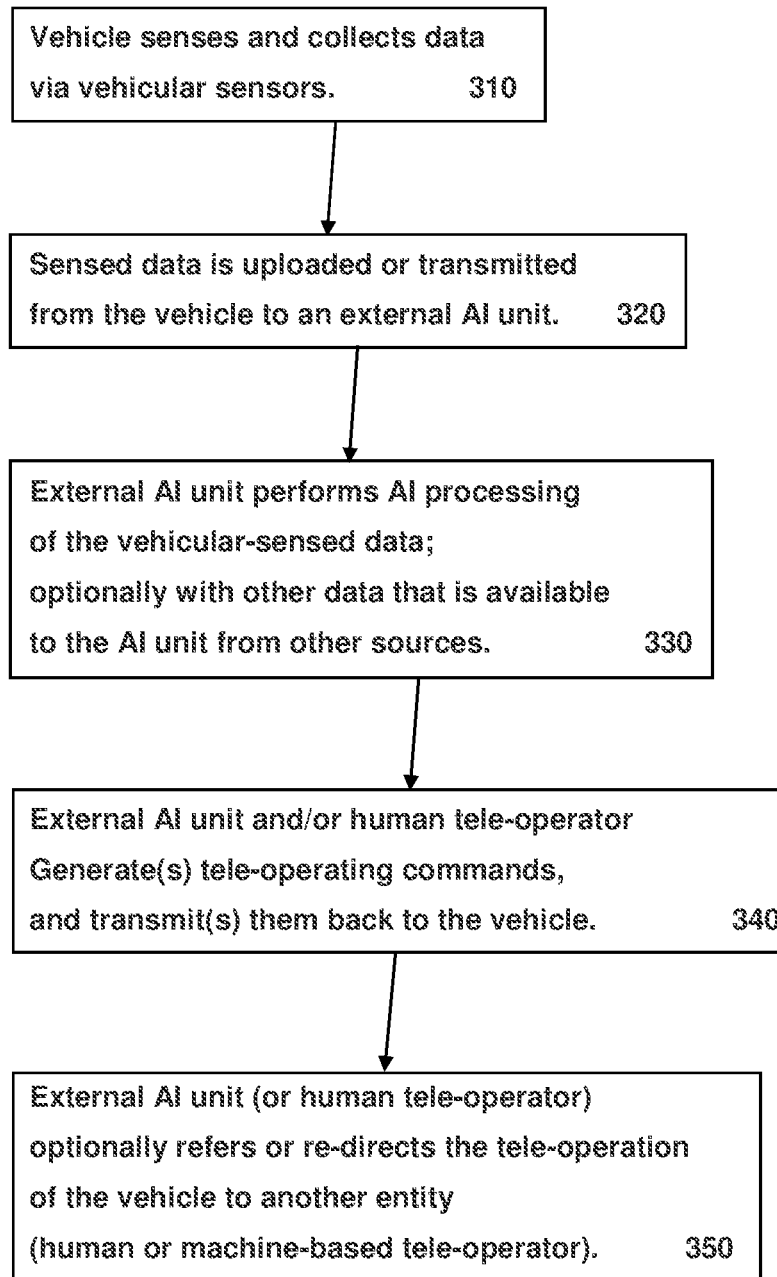 Vehicle senses and collects data
via vehicular sensors. 310
Sensed data is uploaded or transmitted
from the vehicle to an external AI unit. 320
External AI unit performs AI processing
of the vehicular-sensed data;
optionally with other data that is available
to the AI unit from other sources. 330
External AI unit and/or human tele-operator
Generate(s) tele-operating commands,
and transmit(s) them back to the vehicle. 340
External AI unit (or human tele-operator)
optionally refers or re-directs the tele-operation
of the vehicle to another entity
(human or machine-based tele-operator). 350